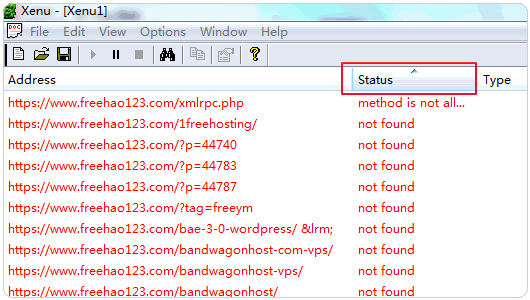 Xenu - [Xenu1]
File Edit View Options Window Help
Address Status Type
https://www.freehao123.com/xmlrpc.php method is not all...
https://www.freehao123.com/1freehosting/ not found
https://www.freehao123.com/?p=44740 not found
https://www.freehao123.com/?p=44783 not found
https://www.freehao123.com/?p=44787 not found
https://www.freehao123.com/?tag=freeym not found
https://www.freehao123.com/bae-3-0-wordpress/ &lrm; not found
https://www.freehao123.com/bandwagonhost-com-vps/ not found
https://www.freehao123.com/bandwagonhost-vps/ not found
https://www.freehao123.com/bandwagonhost/ not found